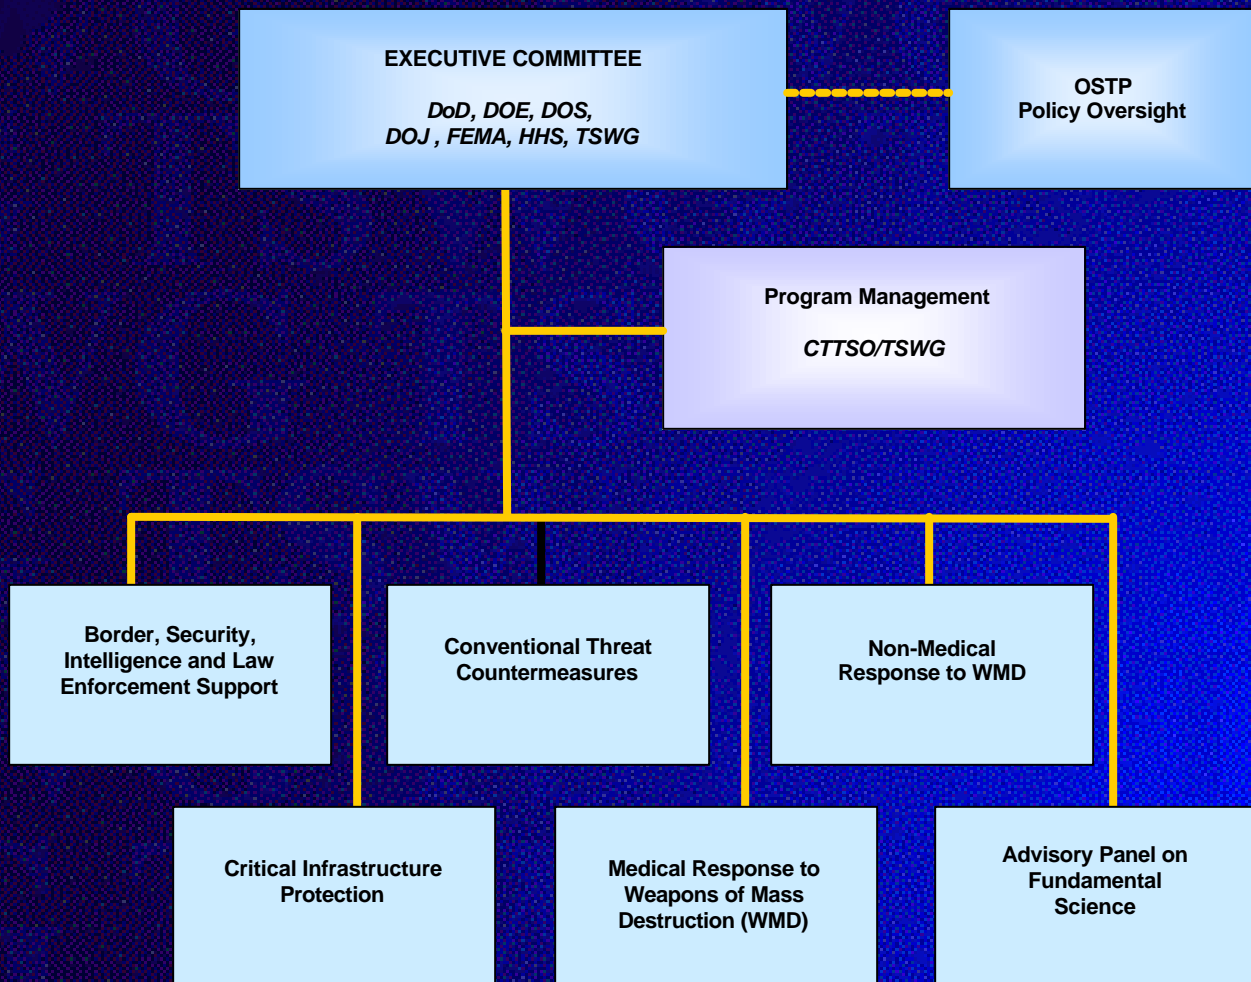 EXECUTIVE COMMITTEE
DoD, DOE, DOS,
DOJ , FEMA, HHS, TSWG
OSTP
Policy Oversight
Program Management
CTTSO/TSWG
Border, Security,
Intelligence and Law
Enforcement Support
Conventional Threat
Countermeasures
Non-Medical
Response to WMD
Critical Infrastructure
Protection
Medical Response to
Weapons of Mass
Destruction (WMD)
Advisory Panel on
Fundamental
Science